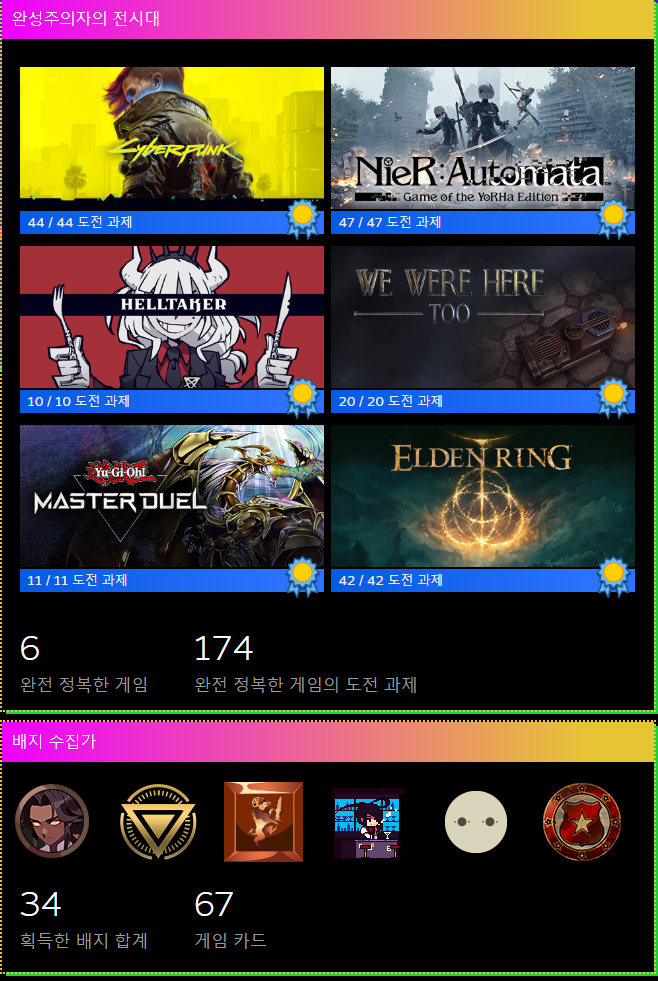 완성주의자의 전시대
CYBERPUNK
2077
NieR:Automata™
Game of the YoRHa Edition
44 / 44 도전 과제
47 / 47 도전 과제
HELLTAKER
WE WERE HERE
TOO
10 / 10 도전 과제
20 / 20 도전 과제
Yu-Gi-Oh!
MASTER DUEL
ELDEN RING
11 / 11 도전 과제
42 / 42 도전 과제
6
174
완전 정복한 게임
완전 정복한 게임의 도전 과제
배지 수집가
34
67
획득한 배지 합계
게임 카드